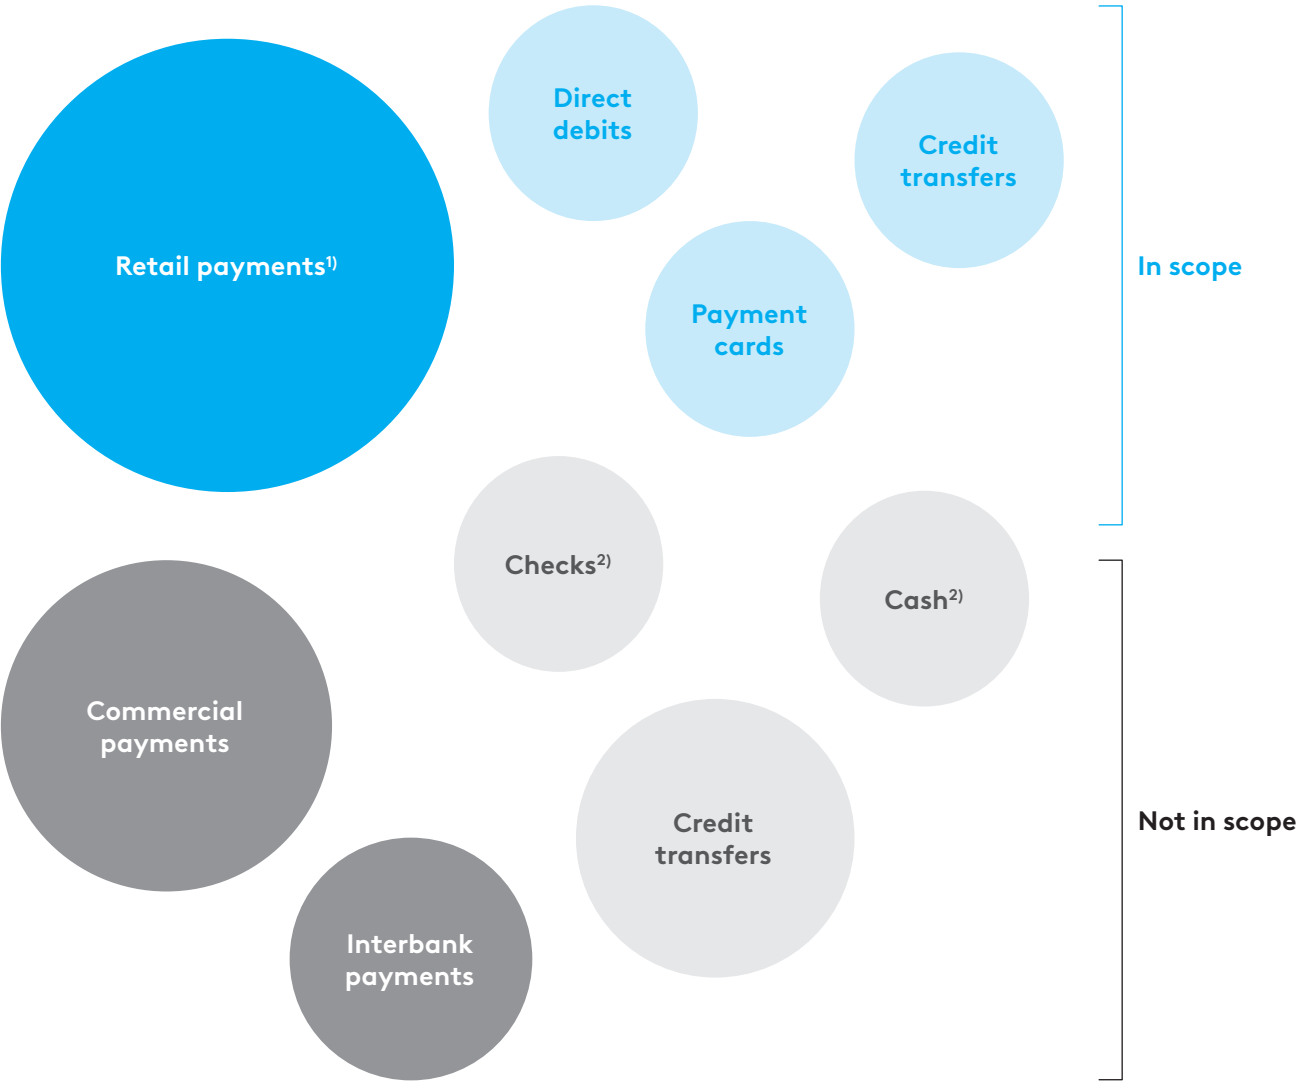 Direct
debits
Credit
transfers
Retail payments¹⁾
In scope
Payment
cards
Checks²⁾
Cash²⁾
Commercial
payments
Credit
transfers
Not in scope
Interbank
payments